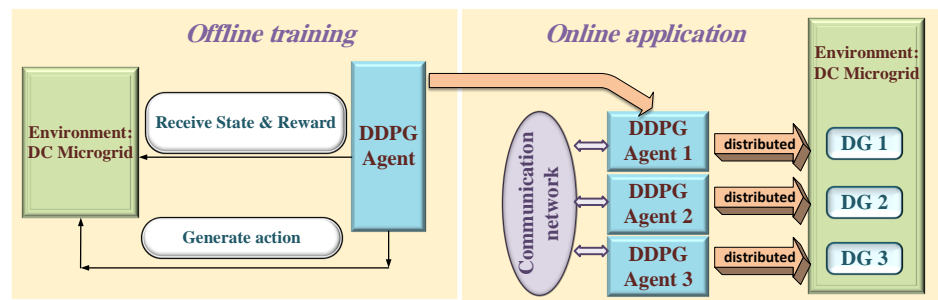 Offline training
Environment:
DC Microgrid
Receive State & Reward
DDPG
Agent
Generate action
Online application
Communication
network
DDPG
Agent 1
DDPG
Agent 2
DDPG
Agent 3
distributed
distributed
distributed
Environment:
DC Microgrid
DG 1
DG 2
DG 3